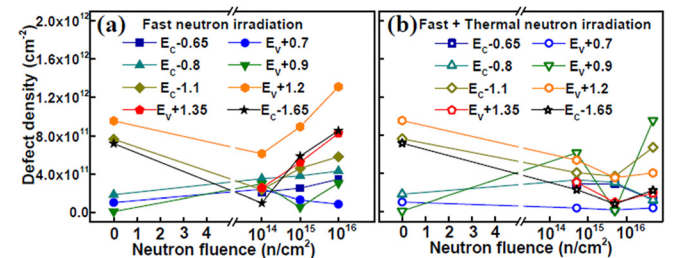 Defect density (cm⁻²)
2.0x10¹²
1.6x10¹²
1.2x10¹²
8.0x10¹¹
4.0x10¹¹
0.0
(a) Fast neutron irradiation
E_C-0.65 E_V+0.7
E_C-0.8 E_V+0.9
E_C-1.1 E_V+1.2
E_V+1.35 E_C-1.65
0 1 2 3 4 10¹⁴ 10¹⁵ 10¹⁶
Neutron fluence (n/cm²)
(b) Fast + Thermal neutron irradiation
E_C-0.65 E_V+0.7
E_C-0.8 E_V+0.9
E_C-1.1 E_V+1.2
E_V+1.35 E_C-1.65
0 1 2 3 4 10¹⁴ 10¹⁵ 10¹⁶
Neutron fluence (n/cm²)